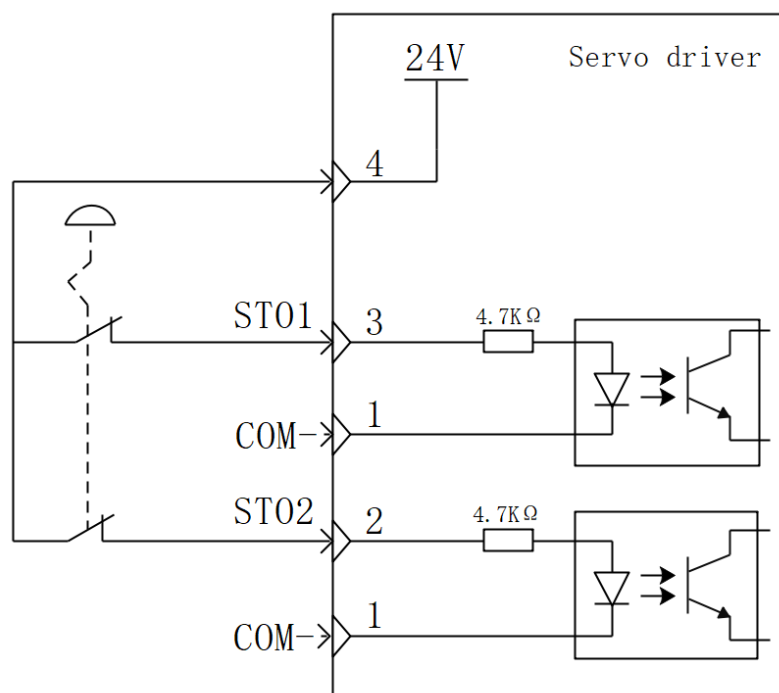 24V
Servo driver
4
STO1
3
4.7KΩ
COM-
1
STO2
2
4.7KΩ
COM-
1